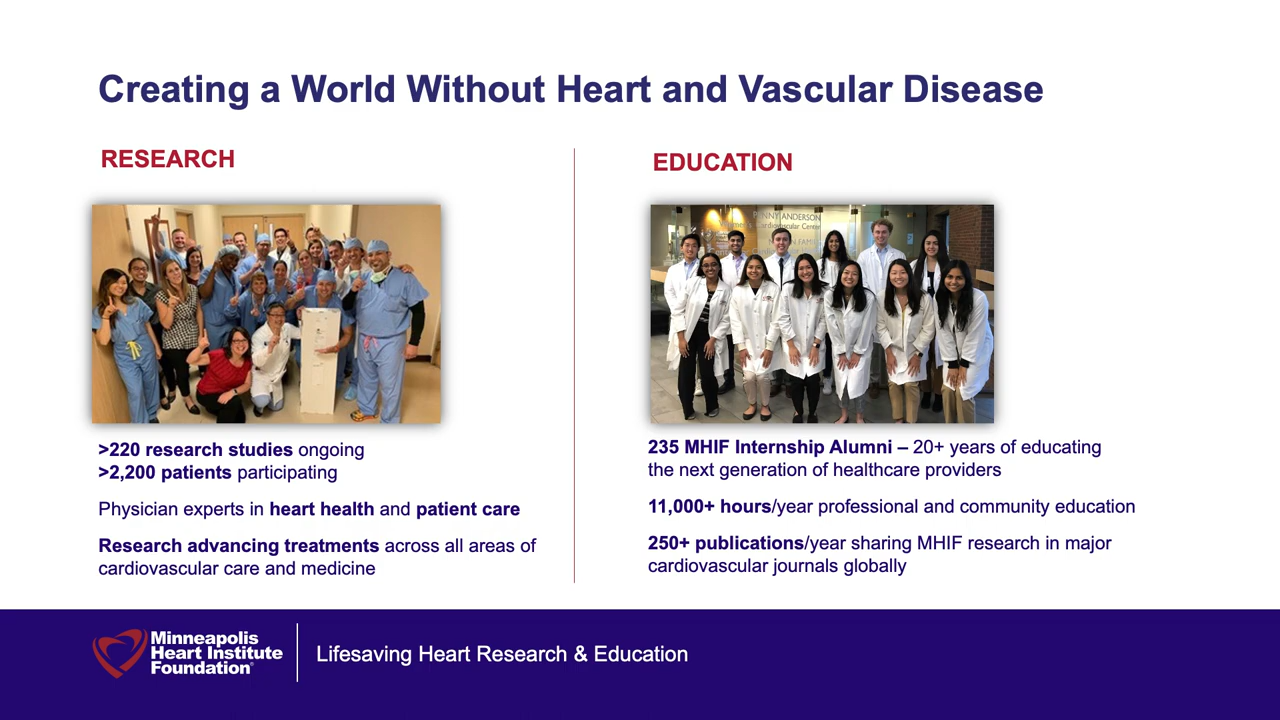 Creating a World Without Heart and Vascular Disease
RESEARCH
>220 research studies ongoing
>2,200 patients participating
Physician experts in heart health and patient care
Research advancing treatments across all areas of
cardiovascular care and medicine
EDUCATION
PENNY ANDERSON
Cardiovascular Center
235 MHIF Internship Alumni – 20+ years of educating
the next generation of healthcare providers
11,000+ hours/year professional and community education
250+ publications/year sharing MHIF research in major
cardiovascular journals globally
Minneapolis
Heart Institute
Foundation®
Lifesaving Heart Research & Education